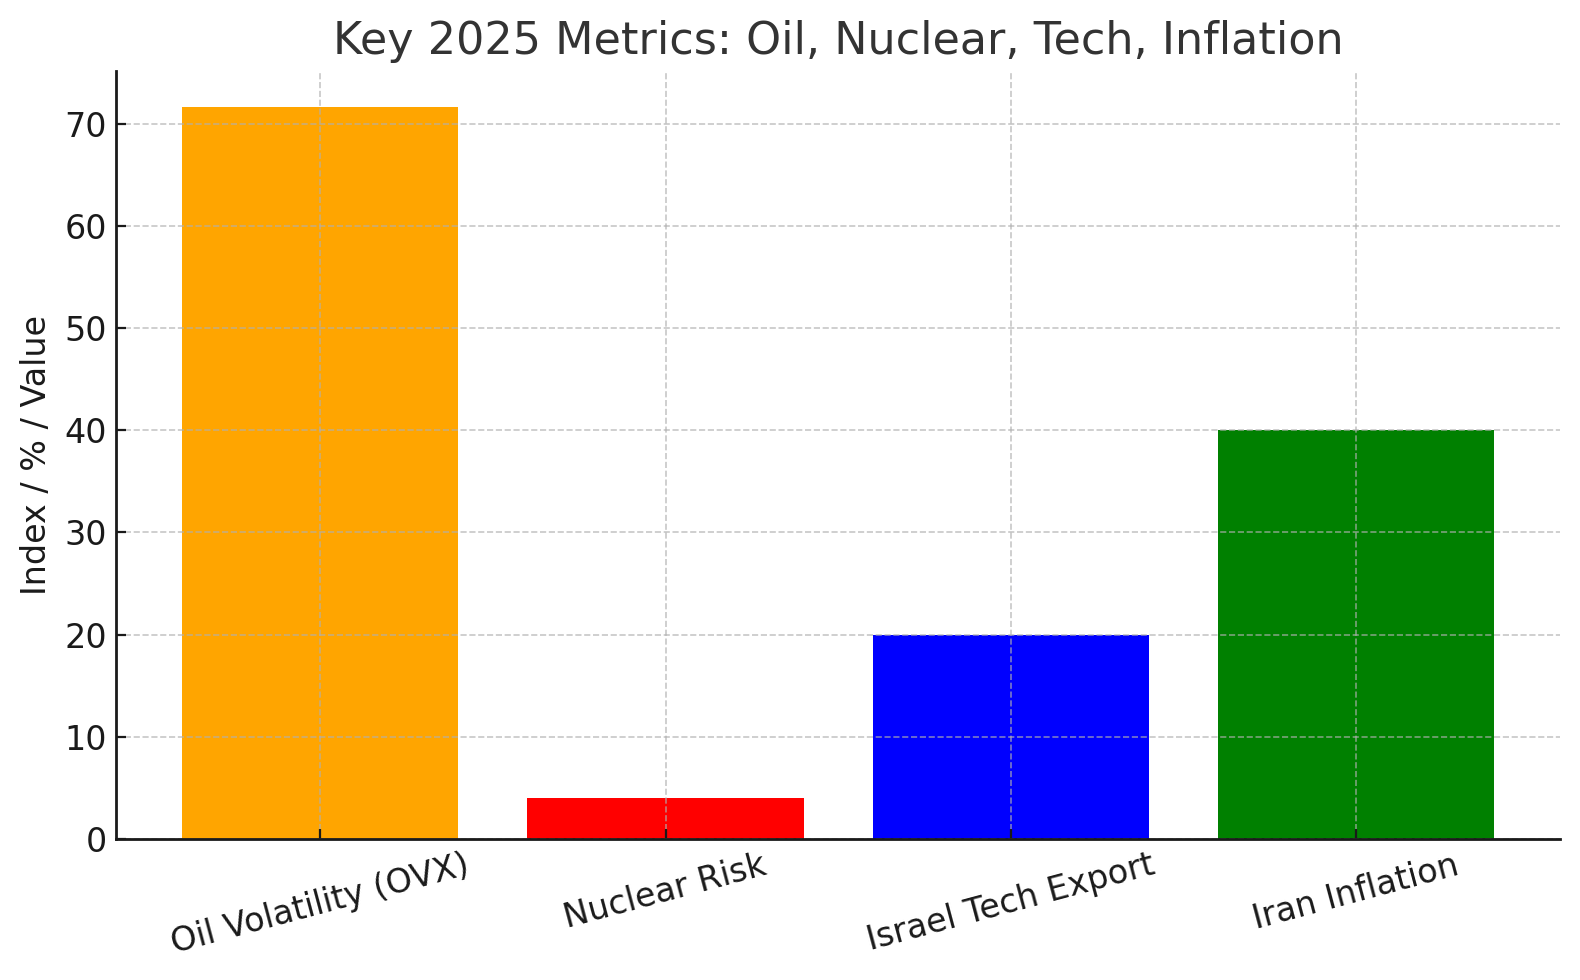 Key 2025 Metrics: Oil, Nuclear, Tech, Inflation
Index / % / Value
70
60
50
40
30
20
10
0
Oil Volatility (OVX)
Nuclear Risk
Israel Tech Export
Iran Inflation